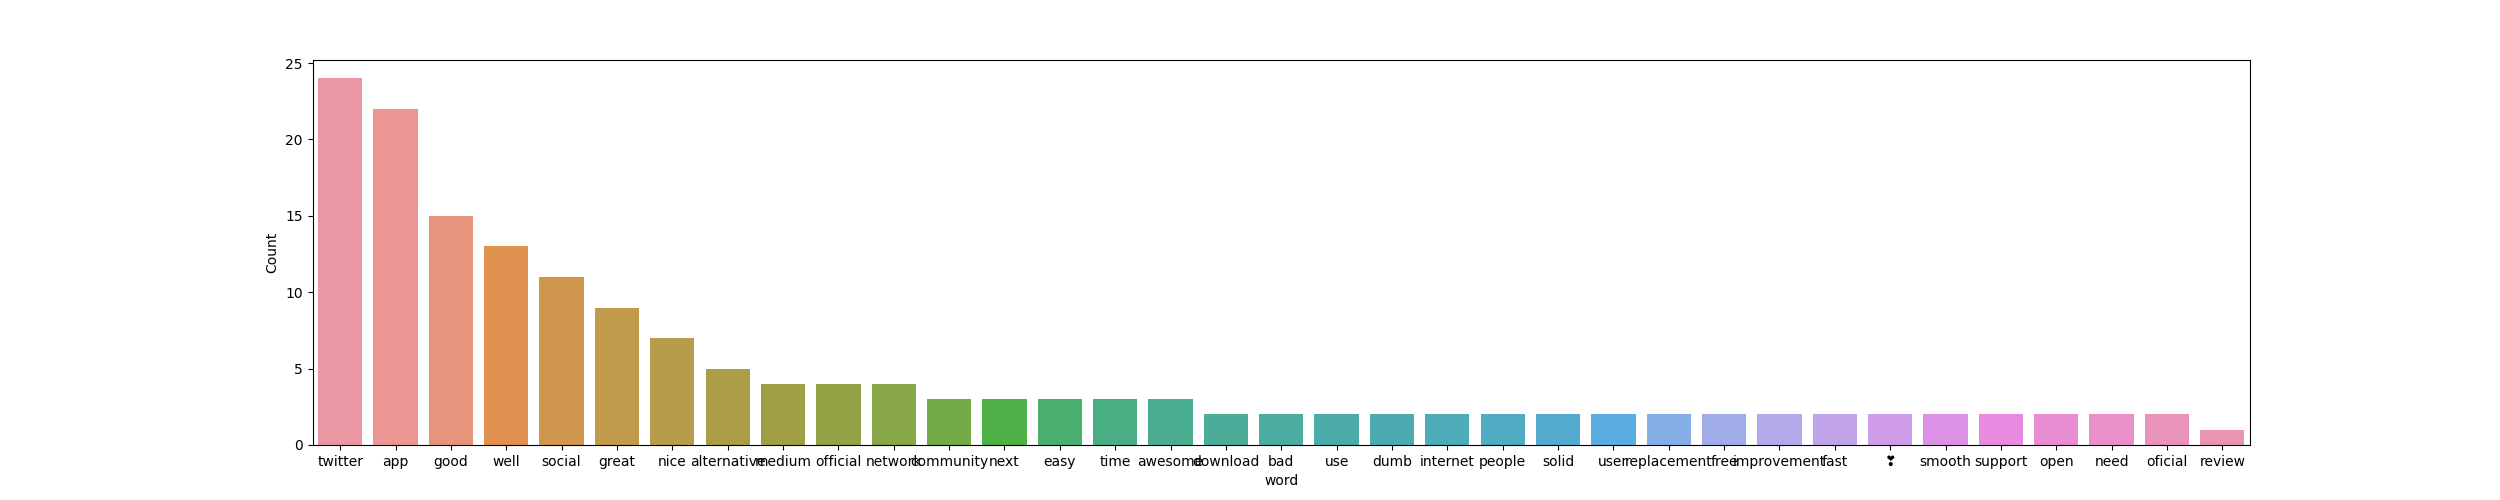 Count
25
20
15
10
5
0
twitter app good well social great nice alternative medium official network community next easy time awesome download bad use dumb internet people solid user replacement free improvement fast ❣ smooth support open need oficial review
word